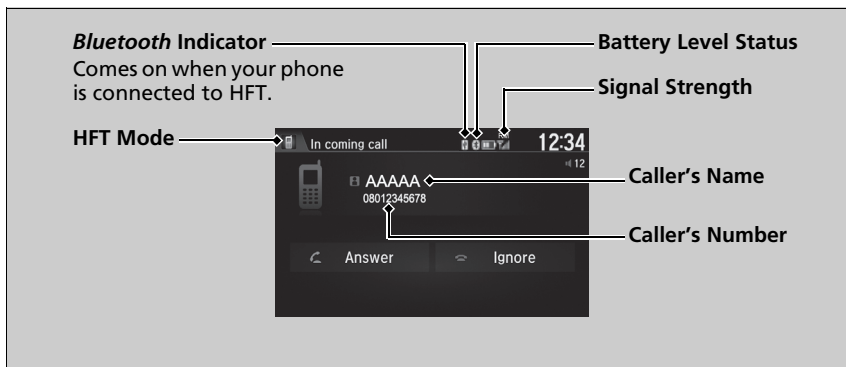 Bluetooth Indicator
Comes on when your phone
is connected to HFT.
HFT Mode
Battery Level Status
Signal Strength
In coming call
12:34
12
AAAAA
08012345678
Caller's Name
Caller's Number
Answer
Ignore